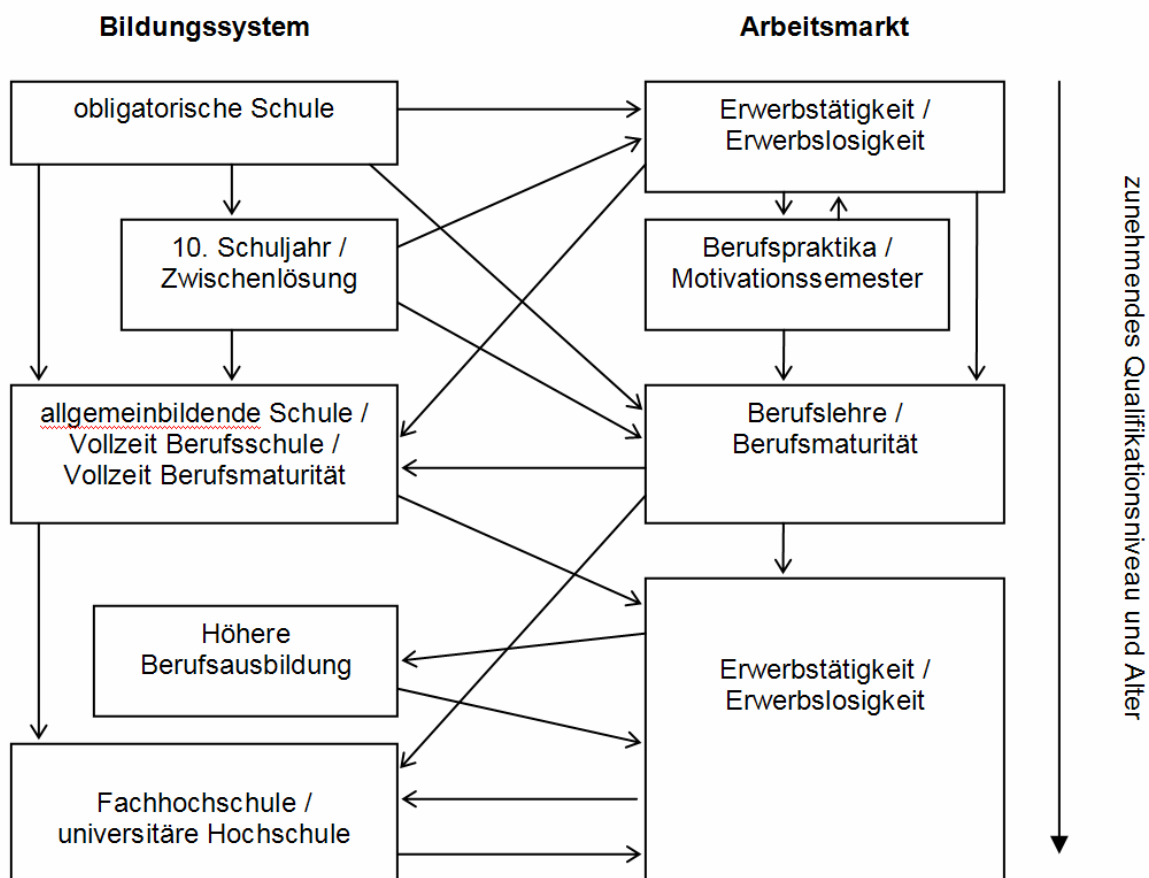 Bildungssystem
Arbeitsmarkt
obligatorische Schule
Erwerbstätigkeit /
Erwerbslosigkeit
10. Schuljahr /
Zwischenlösung
Berufspraktika /
Motivationssemester
allgemeinbildende Schule /
Vollzeit Berufsschule /
Vollzeit Berufsmaturität
Berufslehre /
Berufsmaturität
Höhere
Berufsausbildung
Erwerbstätigkeit /
Erwerbslosigkeit
Fachhochschule /
universitäre Hochschule
zunehmendes Qualifikationsniveau und Alter